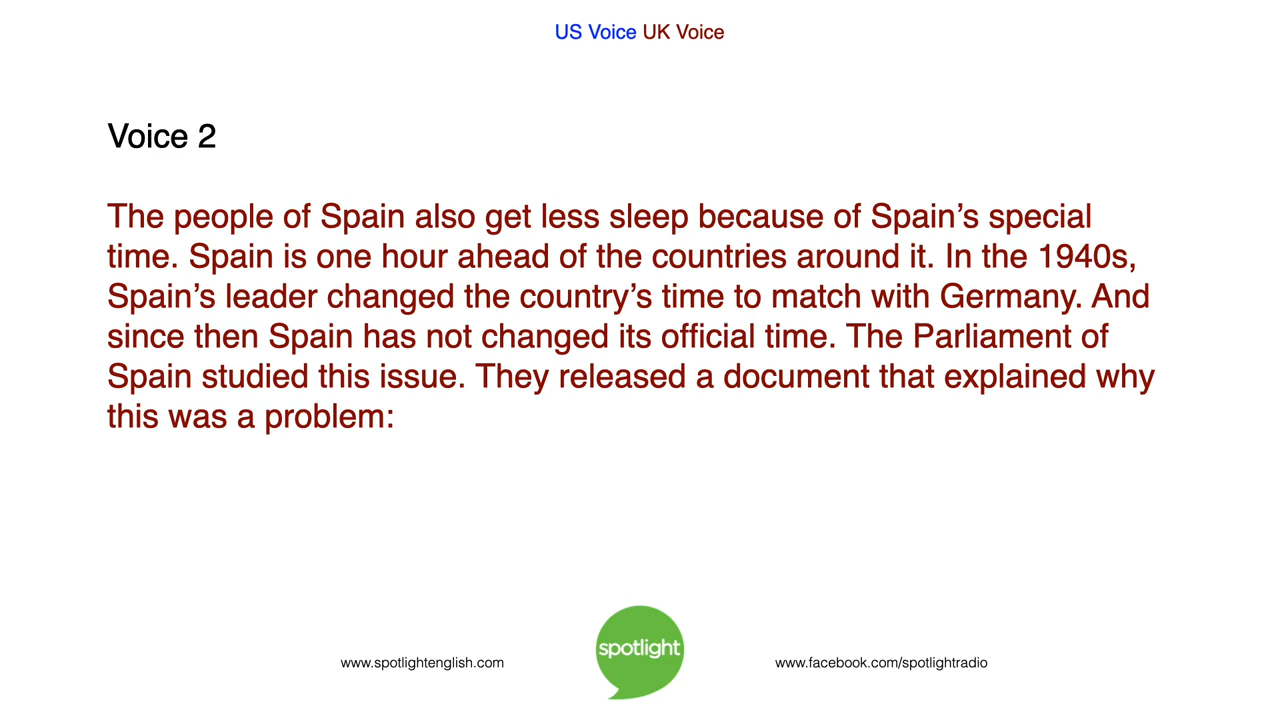 US Voice UK Voice
Voice 2
The people of Spain also get less sleep because of Spain’s special
time. Spain is one hour ahead of the countries around it. In the 1940s,
Spain’s leader changed the country’s time to match with Germany. And
since then Spain has not changed its official time. The Parliament of
Spain studied this issue. They released a document that explained why
this was a problem:
spotlight
www.spotlightenglish.com
www.facebook.com/spotlightradio